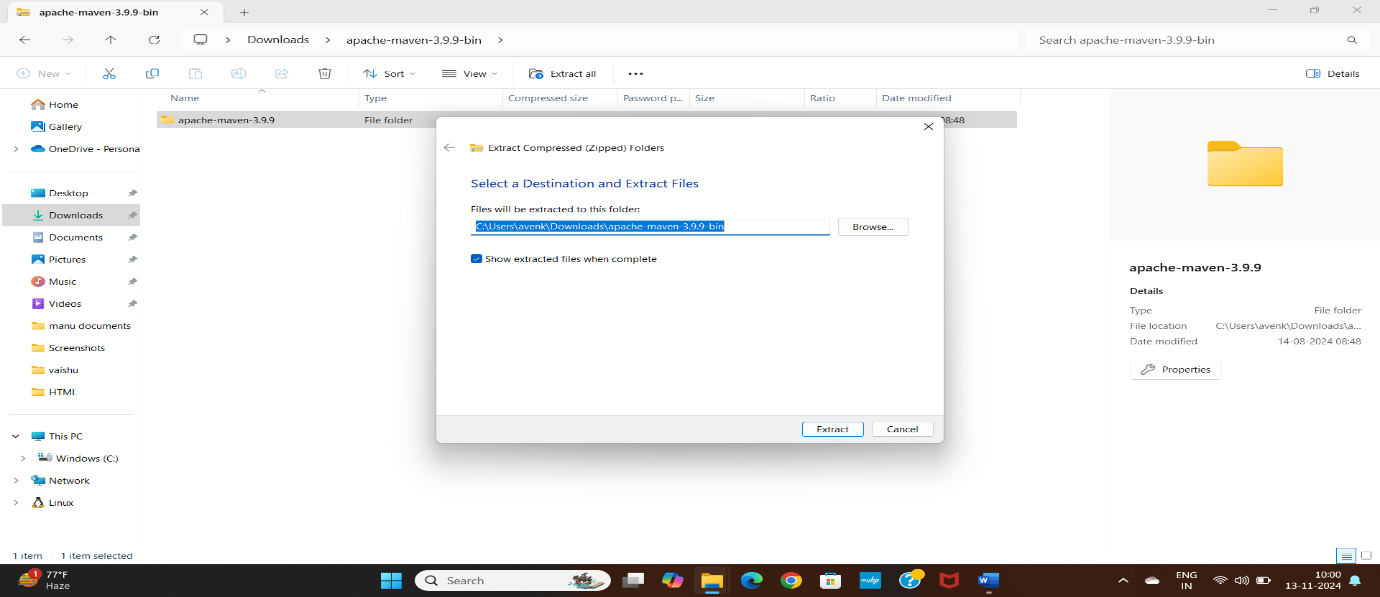 apache-maven-3.9.9-bin
Downloads > apache-maven-3.9.9-bin >
Search apache-maven-3.9.9-bin
New
Sort
View
Extract all
Details
Name Type Compressed size Password p... Size Ratio Date modified
apache-maven-3.9.9 File folder 08:48
Home
Gallery
OneDrive - Persona
Desktop
Downloads
Documents
Pictures
Music
Videos
manu documents
Screenshots
vaishu
HTML
This PC
Windows (C:)
Network
Linux
Extract Compressed (Zipped) Folders
Select a Destination and Extract Files
Files will be extracted to this folder:
C:\Users\avenk\Downloads\apache-maven-3.9.9-bin
Browse...
Show extracted files when complete
Extract
Cancel
apache-maven-3.9.9
Details
Type File folder
File location C:\Users\avenk\Downloads\a...
Date modified 14-08-2024 08:48
Properties
1 item 1 item selected
1
77°F
Haze
Search
myhp
ENG
IN
10:00
13-11-2024